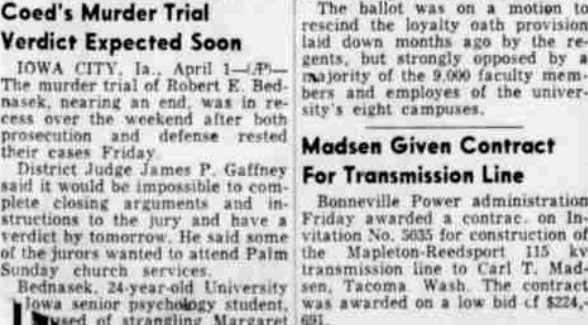 Coed's Murder Trial
Verdict Expected Soon
IOWA CITY, Ia., April 1—(AP)—
The murder trial of Robert E. Bed-
nasek, nearing an end, was in re-
cess over the weekend after both
prosecution and defense rested
their cases Friday.
District Judge James P. Gaffney
said it would be impossible to com-
plete closing arguments and in-
structions to the jury and have a
verdict by tomorrow. He said some
of the jurors wanted to attend Palm
Sunday church services.
Bednasek, 24-year-old University
Iowa senior psychology student,
used of strangling Margaret
The ballot was on a motion to
rescind the loyalty oath provision
laid down months ago by the re-
gents, but strongly opposed by a
majority of the 9,000 faculty mem-
bers and employes of the univer-
sity's eight campuses.
Madsen Given Contract
For Transmission Line
Bonneville Power administration
Friday awarded a contrac. on In-
vitation No. 5035 for construction of
the Mapleton-Reedsport 115 kv
transmission line to Carl T. Mad-
sen, Tacoma Wash. The contract
was awarded on a low bid cf $224,-
691.